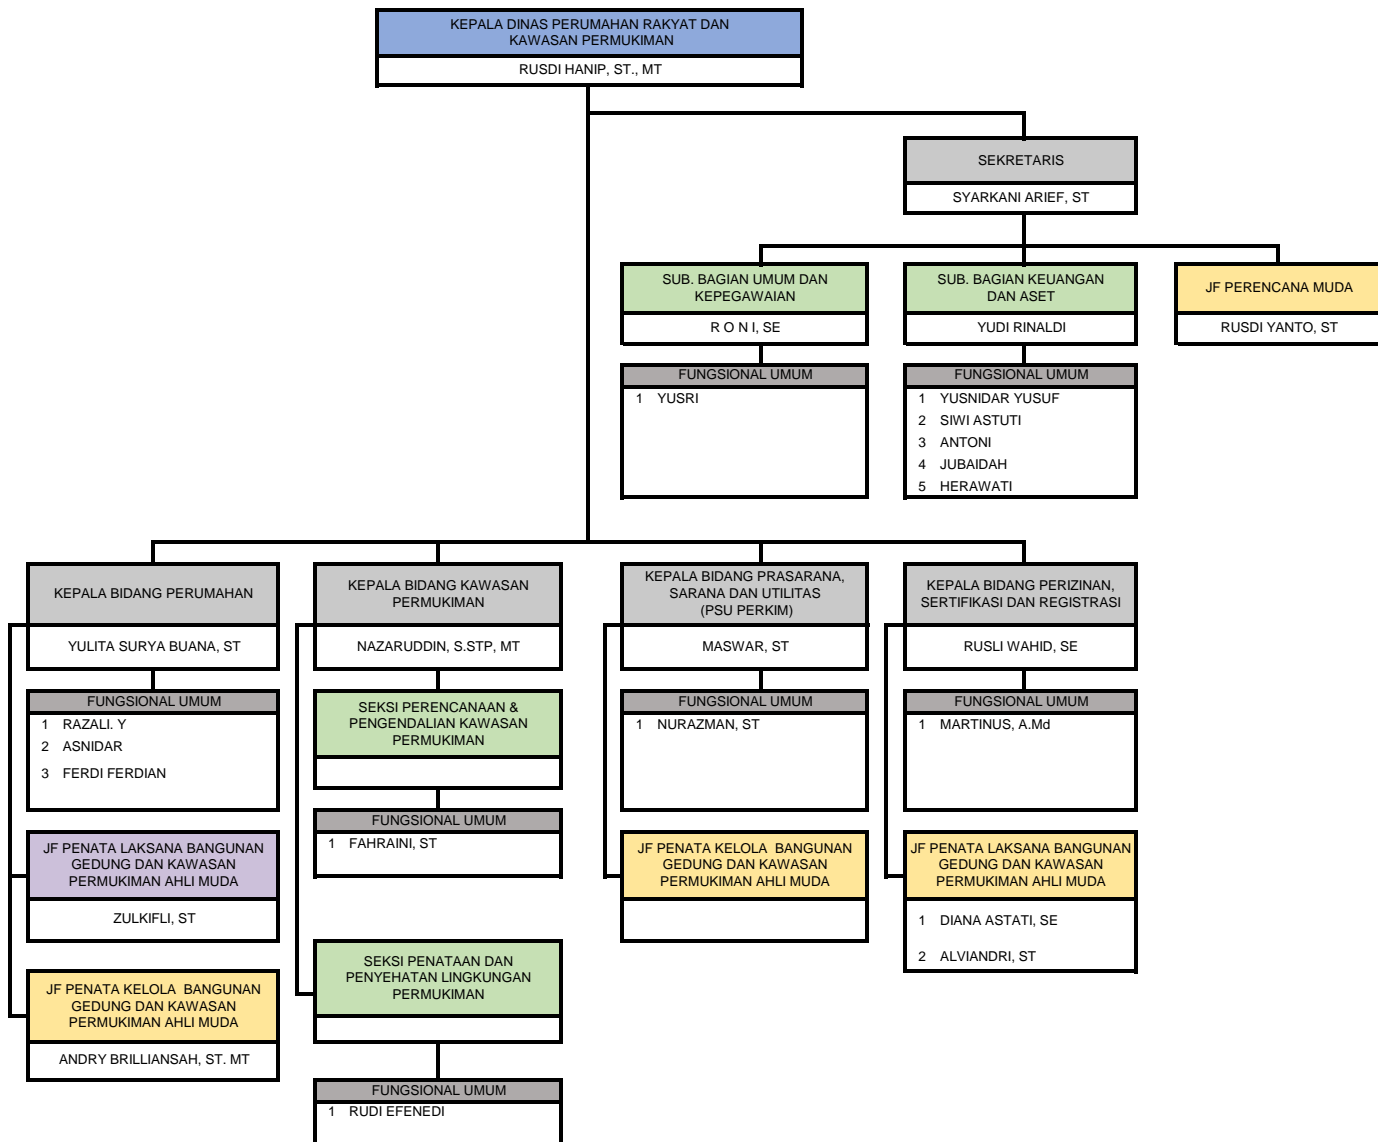 KEPALA DINAS PERUMAHAN RAKYAT DAN
KAWASAN PERMUKIMAN
RUSDI HANIP, ST., MT
SEKRETARIS
SYARKANI ARIEF, ST
SUB. BAGIAN UMUM DAN
KEPEGAWAIAN
R O N I, SE
FUNGSIONAL UMUM
1 YUSRI
SUB. BAGIAN KEUANGAN
DAN ASET
YUDI RINALDI
FUNGSIONAL UMUM
1 YUSNIDAR YUSUF
2 SIWI ASTUTI
3 ANTONI
4 JUBAIDAH
5 HERAWATI
JF PERENCANA MUDA
RUSDI YANTO, ST
KEPALA BIDANG PERUMAHAN
YULITA SURYA BUANA, ST
FUNGSIONAL UMUM
1 RAZALI. Y
2 ASNIDAR
3 FERDI FERDIAN
JF PENATA LAKSANA BANGUNAN
GEDUNG DAN KAWASAN
PERMUKIMAN AHLI MUDA
ZULKIFLI, ST
JF PENATA KELOLA BANGUNAN
GEDUNG DAN KAWASAN
PERMUKIMAN AHLI MUDA
ANDRY BRILLIANSAH, ST. MT
KEPALA BIDANG KAWASAN
PERMUKIMAN
NAZARUDDIN, S.STP, MT
SEKSI PERENCANAAN &
PENGENDALIAN KAWASAN
PERMUKIMAN
FUNGSIONAL UMUM
1 FAHRAINI, ST
SEKSI PENATAAN DAN
PENYEHATAN LINGKUNGAN
PERMUKIMAN
FUNGSIONAL UMUM
1 RUDI EFENEDI
KEPALA BIDANG PRASARANA,
SARANA DAN UTILITAS
(PSU PERKIM)
MASWAR, ST
FUNGSIONAL UMUM
1 NURAZMAN, ST
JF PENATA KELOLA BANGUNAN
GEDUNG DAN KAWASAN
PERMUKIMAN AHLI MUDA
KEPALA BIDANG PERIZINAN,
SERTIFIKASI DAN REGISTRASI
RUSLI WAHID, SE
FUNGSIONAL UMUM
1 MARTINUS, A.Md
JF PENATA LAKSANA BANGUNAN
GEDUNG DAN KAWASAN
PERMUKIMAN AHLI MUDA
1 DIANA ASTATI, SE
2 ALVIANDRI, ST